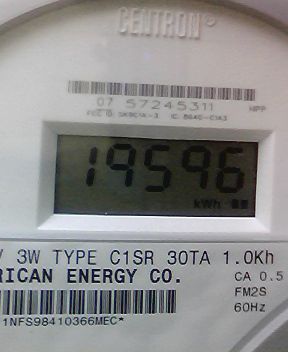 CENTRON®
07 57245311
19596
kWh
3W TYPE C1SR 30TA 1.0Kh
RICAN ENERGY CO.
CA 0.5
FM2S
60Hz
1NFS98410366MEC*